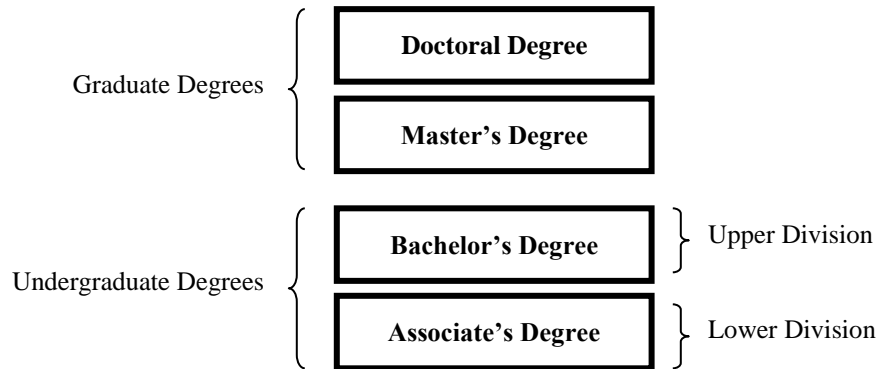 Doctoral Degree
Graduate Degrees
Master’s Degree
Bachelor’s Degree
Upper Division
Undergraduate Degrees
Associate’s Degree
Lower Division